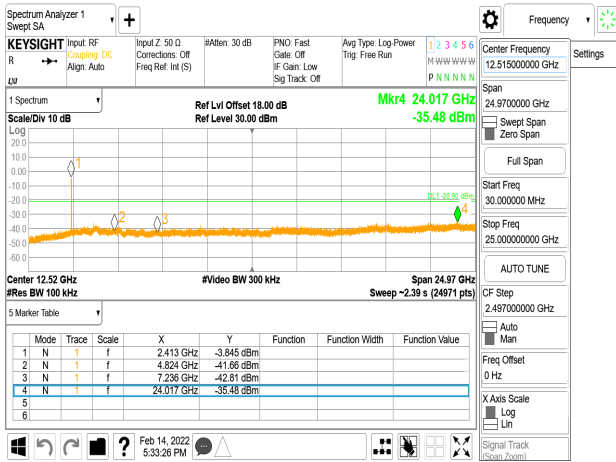 Spectrum Analyzer 1
Swept SA
Frequency
KEYSIGHT
R
Input: RF
Coupling: DC
Align: Auto
Input Z: 50 Ω
Corrections: Off
Freq Ref: Int (S)
#Atten: 30 dB
PNO: Fast
Gate: Off
IF Gain: Low
Sig Track: Off
Avg Type: Log-Power
Trig: Free Run
1 2 3 4 5 6
M W W W W W
P N N N N N
1 Spectrum
Scale/Div 10 dB
Ref Lvl Offset 18.00 dB
Ref Level 30.00 dBm
Mkr4 24.017 GHz
-35.48 dBm
Log
20.0
10.0
0.00
-10.0
-20.0
-30.0
-40.0
-50.0
-60.0
1
2
3
4
DL1 -20.90 dBm
Center 12.52 GHz
#Video BW 300 kHz
Span 24.97 GHz
#Res BW 100 kHz
Sweep ~2.39 s (24971 pts)
5 Marker Table
Mode Trace Scale X Y Function Function Width Function Value
1 N 1 f 2.413 GHz -3.845 dBm
2 N 1 f 4.824 GHz -41.66 dBm
3 N 1 f 7.236 GHz -42.81 dBm
4 N 1 f 24.017 GHz -35.48 dBm
5
6
Feb 14, 2022
5:33:26 PM
?
Center Frequency
12.515000000 GHz
Settings
Span
24.9700000 GHz
Swept Span
Zero Span
Full Span
Start Freq
30.000000 MHz
Stop Freq
25.000000000 GHz
AUTO TUNE
CF Step
2.497000000 GHz
Auto
Man
Freq Offset
0 Hz
X Axis Scale
Log
Lin
Signal Track
(Span Zoom)